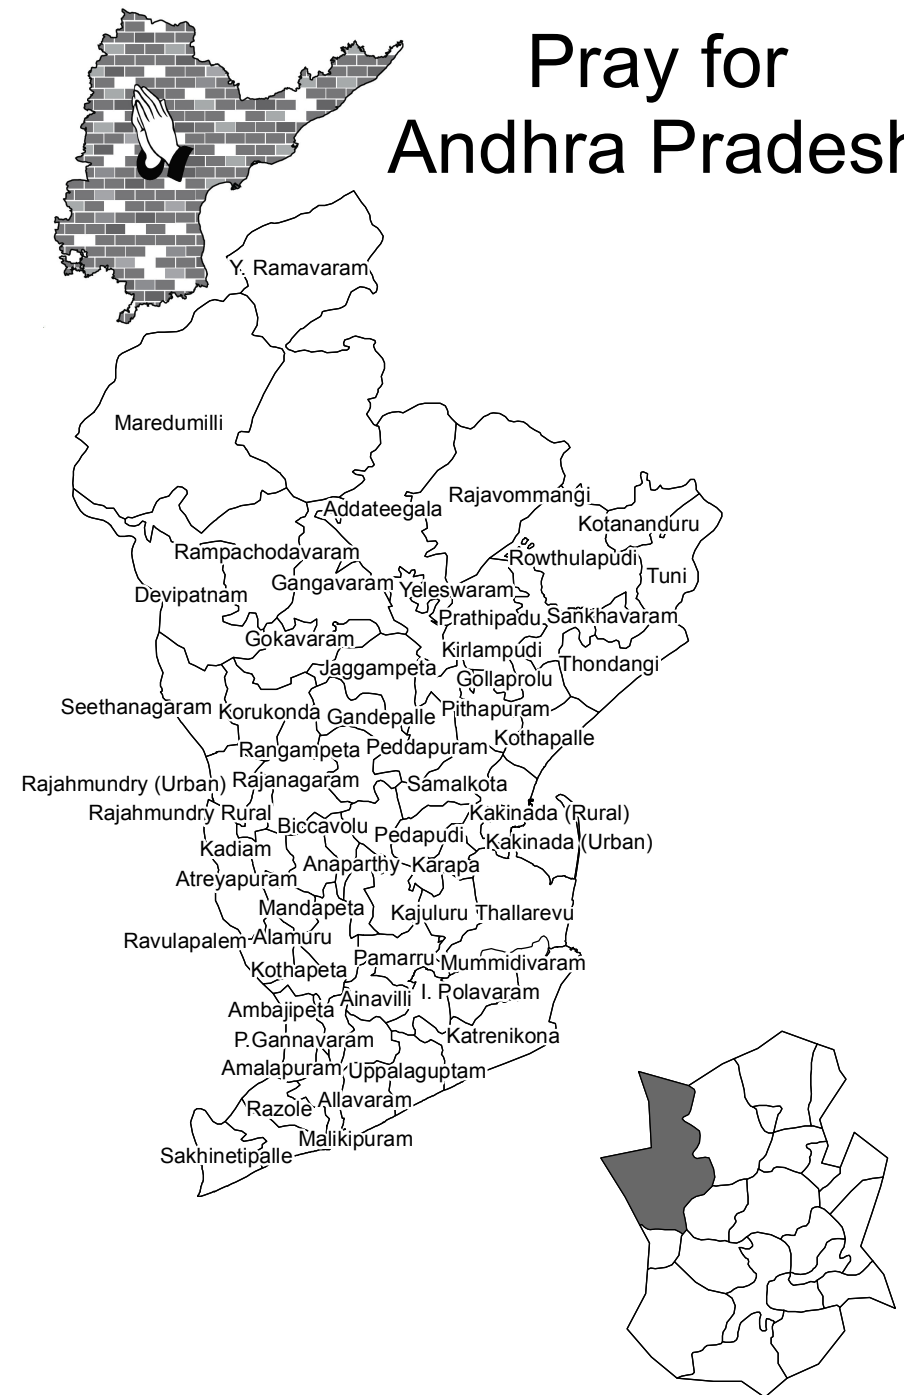 Pray for
Andhra Pradesh
Y. Ramavaram
Maredumilli
Rajavommangi
Addateegala
Kotananduru
Rampachodavaram
Rowthulapudi
Tuni
Gangavaram
Yeleswaram
Devipatnam
Prathipadu
Sankhavaram
Gokavaram
Kirlampudi
Jaggampeta
Thondangi
Gollaprolu
Seethanagaram
Korukonda
Gandepalle
Pithapuram
Rangampeta
Peddapuram
Kothapalle
Rajahmundry (Urban)
Rajanagaram
Samalkota
Rajahmundry Rural
Kakinada (Rural)
Biccavolu
Pedapudi
Kakinada (Urban)
Kadiam
Anaparthy
Karapa
Atreyapuram
Mandapeta
Kajuluru
Thallarevu
Ravulapalem
Alamuru
Pamarru
Mummidivaram
Kothapeta
Ainavilli
I. Polavaram
Ambajipeta
P.Gannavaram
Katrenikona
Amalapuram
Uppalaguptam
Razole
Allavaram
Malikipuram
Sakhinetipalle